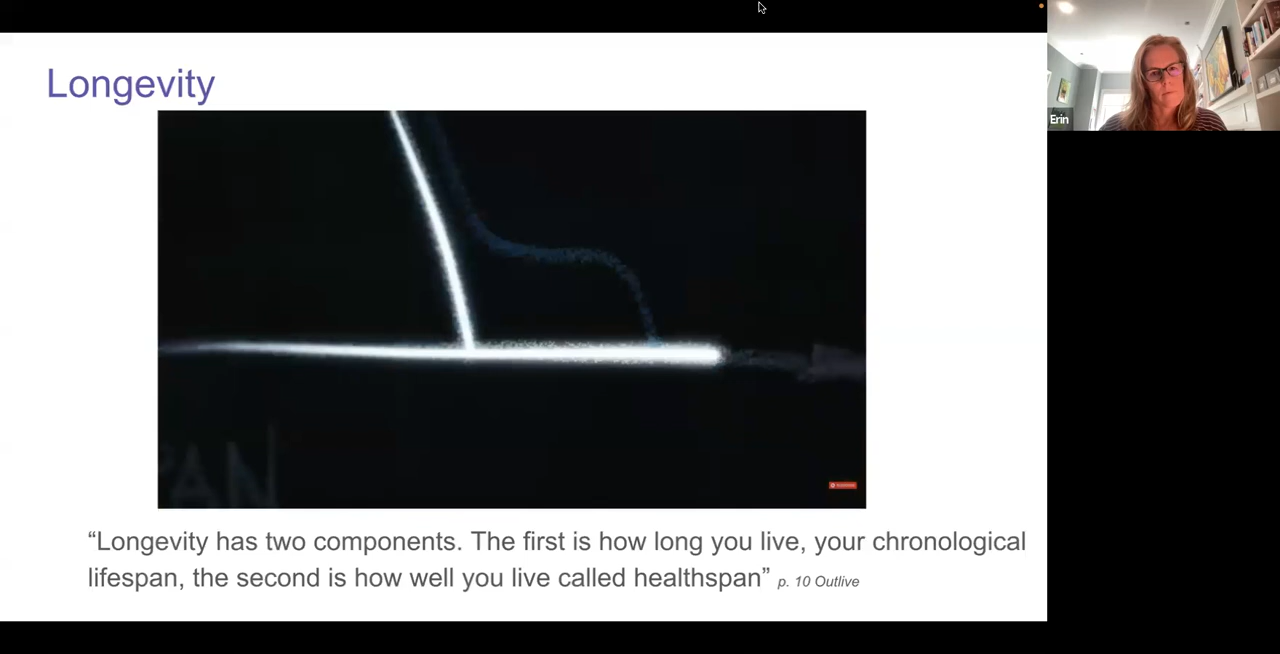 Longevity
PAN
“Longevity has two components. The first is how long you live, your chronological
lifespan, the second is how well you live called healthspan” p. 10 Outlive
Erin